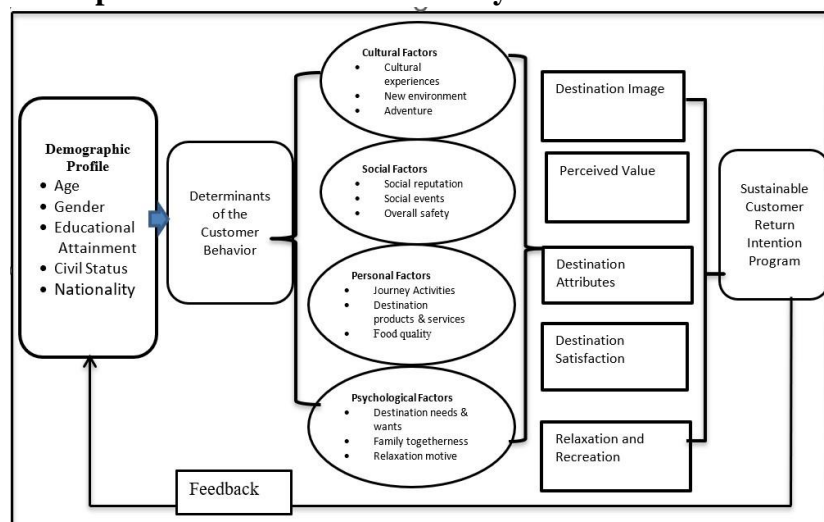 Demographic
Profile
• Age
• Gender
• Educational
Attainment
• Civil Status
• Nationality
Determinants
of the
Customer
Behavior
Cultural Factors
• Cultural
experiences
• New environment
• Adventure
Social Factors
• Social reputation
• Social events
• Overall safety
Personal Factors
• Journey Activities
• Destination
products & services
• Food quality
Psychological Factors
• Destination needs &
wants
• Family togetherness
• Relaxation motive
Destination Image
Perceived Value
Destination
Attributes
Destination
Satisfaction
Relaxation and
Recreation
Sustainable
Customer
Return
Intention
Program
Feedback